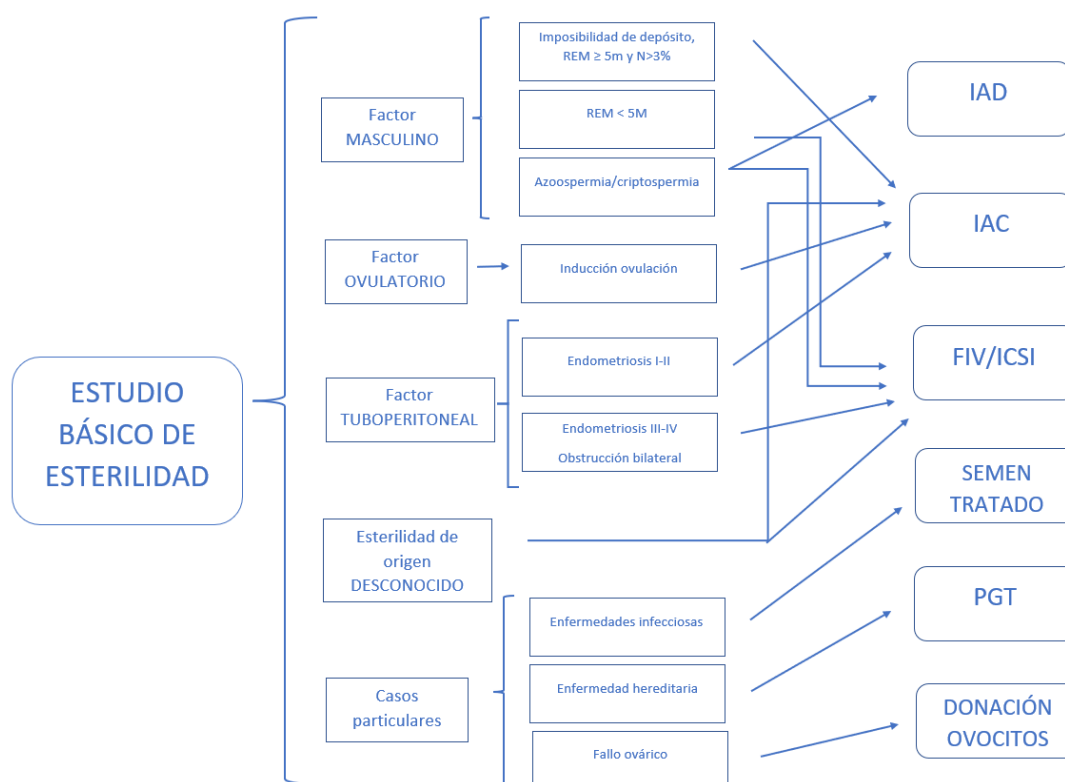 ESTUDIO
BÁSICO DE
ESTERILIDAD
Factor
MASCULINO
Imposibilidad de depósito,
REM ≥ 5m y N>3%
REM < 5M
Azoospermia/criptospermia
Factor
OVULATORIO
Inducción ovulación
Factor
TUBOPERITONEAL
Endometriosis I-II
Endometriosis III-IV
Obstrucción bilateral
Esterilidad de
origen
DESCONOCIDO
Casos
particulares
Enfermedades infecciosas
Enfermedad hereditaria
Fallo ovárico
IAD
IAC
FIV/ICSI
SEMEN
TRATADO
PGT
DONACIÓN
OVOCITOS